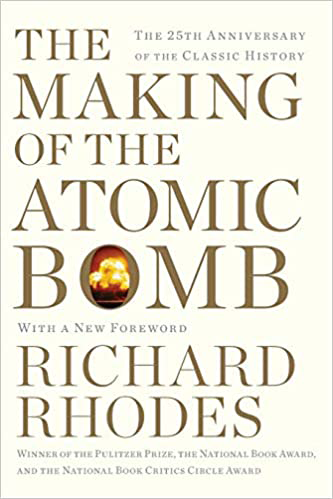 THE
THE 25TH ANNIVERSARY
OF THE CLASSIC HISTORY
MAKING
OF THE
ATOMIC
BOMB
WITH A NEW FOREWORD
RICHARD
RHODES
WINNER OF THE PULITZER PRIZE, THE NATIONAL BOOK AWARD,
AND THE NATIONAL BOOK CRITICS CIRCLE AWARD